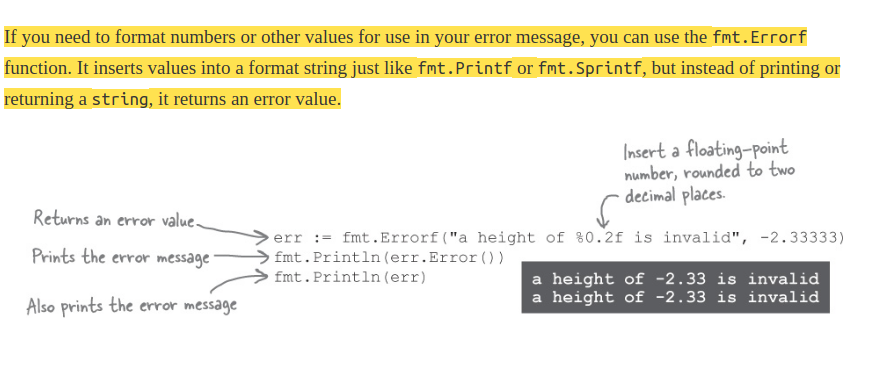 If you need to format numbers or other values for use in your error message, you can use the fmt.Errorf
function. It inserts values into a format string just like fmt.Printf or fmt.Sprintf, but instead of printing or
returning a string, it returns an error value.
Insert a floating-point
number, rounded to two
decimal places.
Returns an error value
err := fmt.Errorf("a height of %0.2f is invalid", -2.33333)
Prints the error message
fmt.Println(err.Error())
fmt.Println(err)
Also prints the error message
a height of -2.33 is invalid
a height of -2.33 is invalid